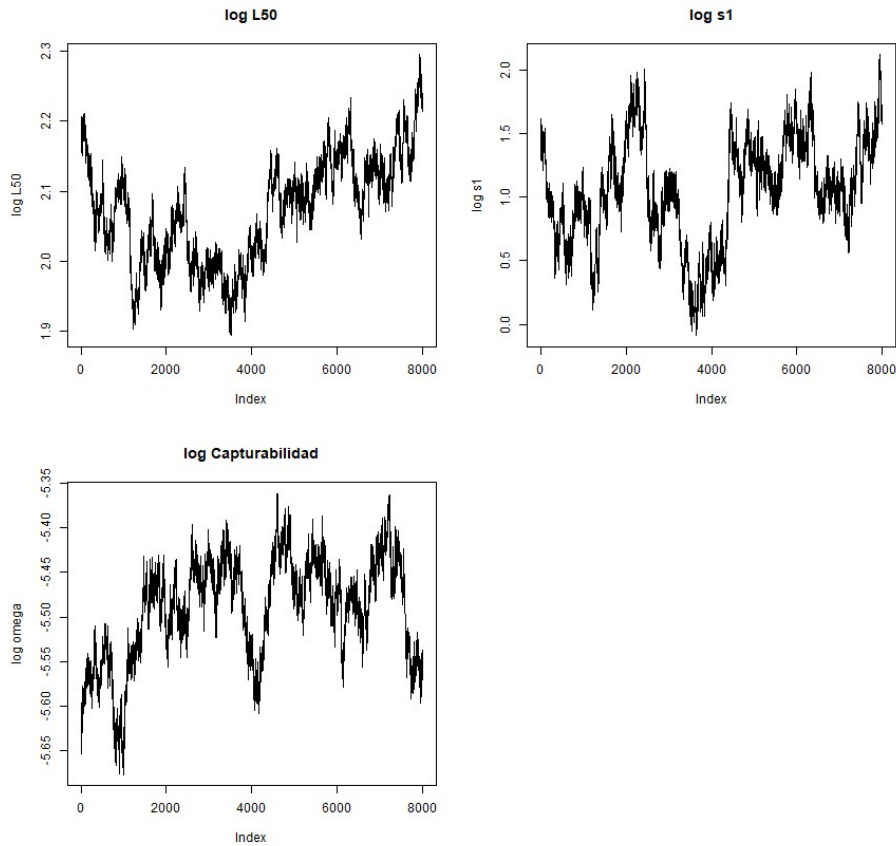 log L50
log L50
2.3
2.2
2.1
2.0
1.9
0 2000 4000 6000 8000
Index
log s1
log s1
2.0
1.5
1.0
0.5
0.0
0 2000 4000 6000 8000
Index
log Capturabilidad
log omega
-5.35
-5.40
-5.45
-5.50
-5.55
-5.60
-5.65
0 2000 4000 6000 8000
Index